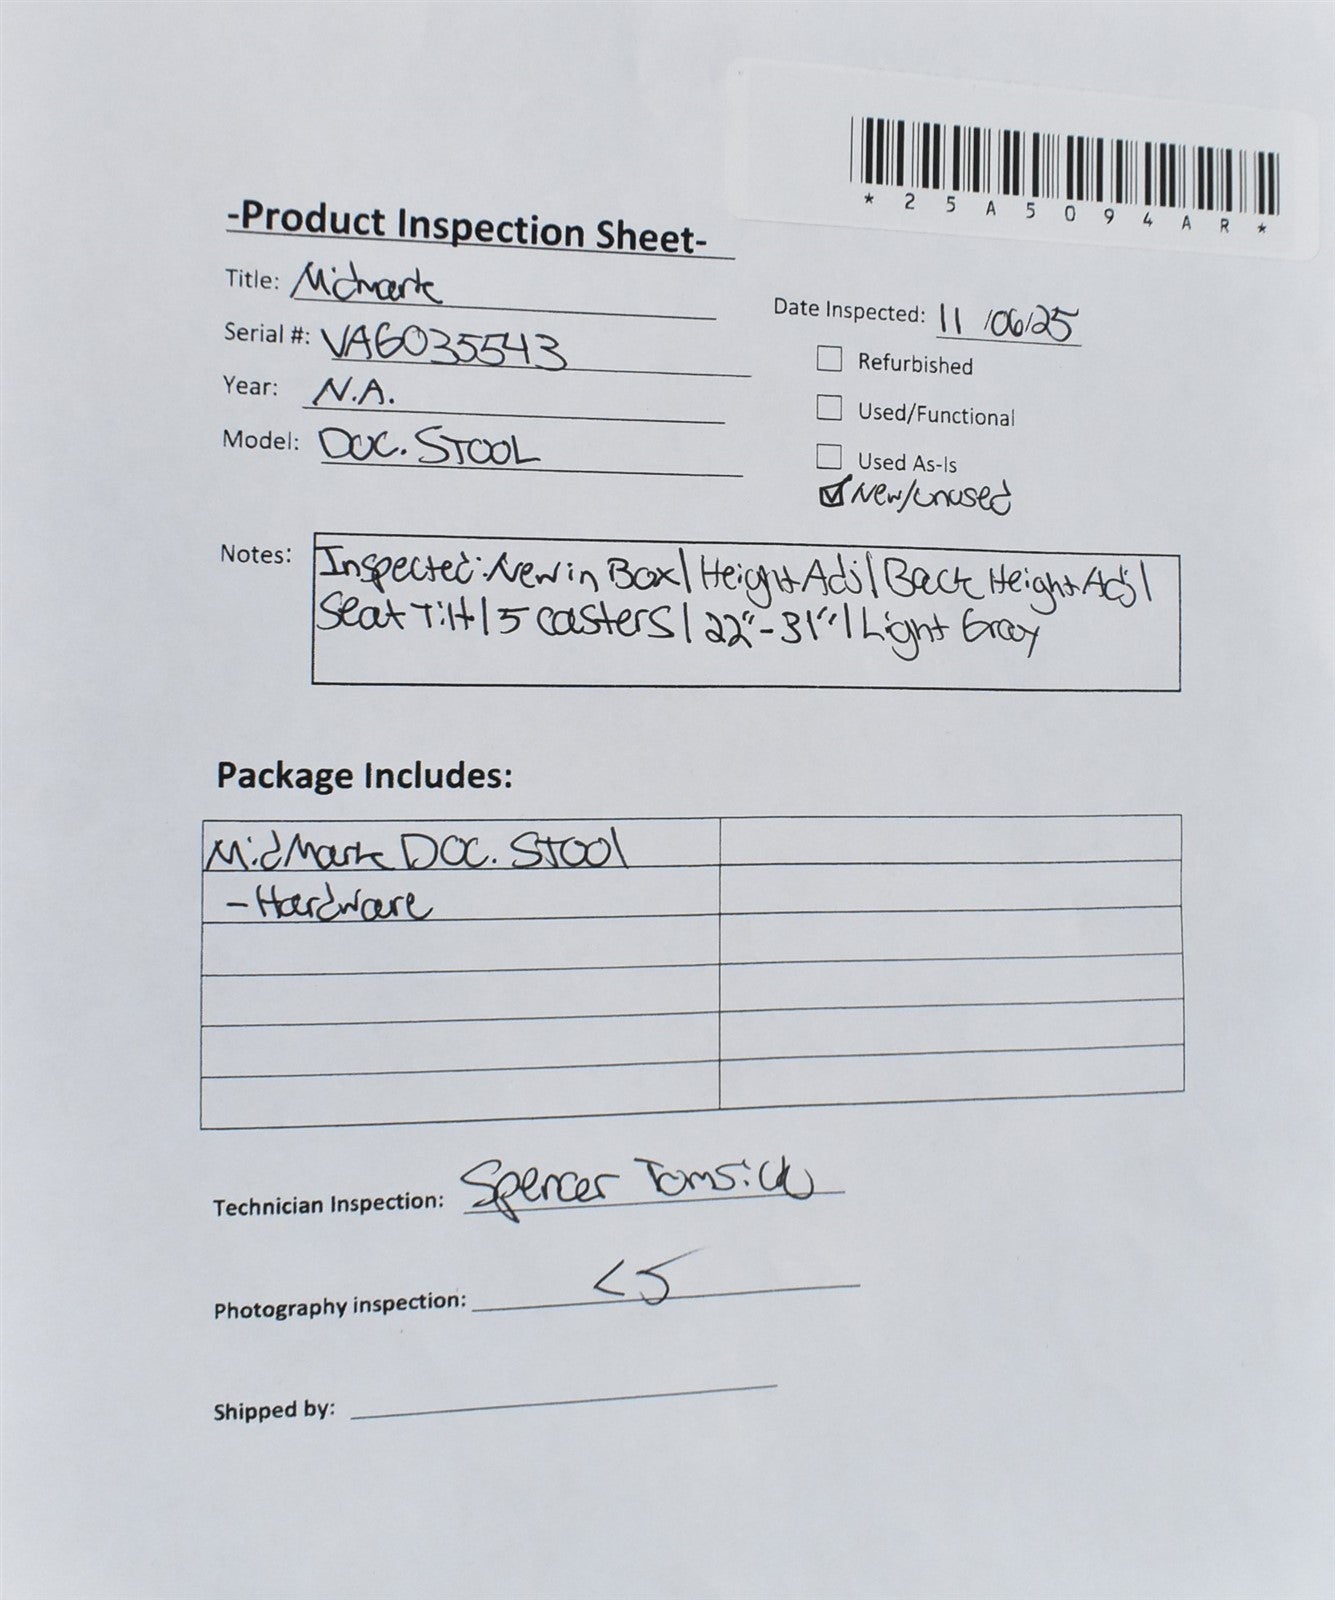 *25A5094AR*
-Product Inspection Sheet-
Title: Midmark
Date Inspected: 11/06/25
Serial #: VA6035543
Refurbished
Year: N.A.
Used/Functional
Model: DOC. STOOL
Used As-Is
New/Unused
Notes: Inspected: New in Box | Height Adj | Back Height Adj |
Seat Tilt | 5 casters | 22"-31" | Light Gray
Package Includes:
MidMark DOC. STOOl
- Hardware
Technician Inspection: Spencer Tomsick
Photography inspection:
Shipped by: